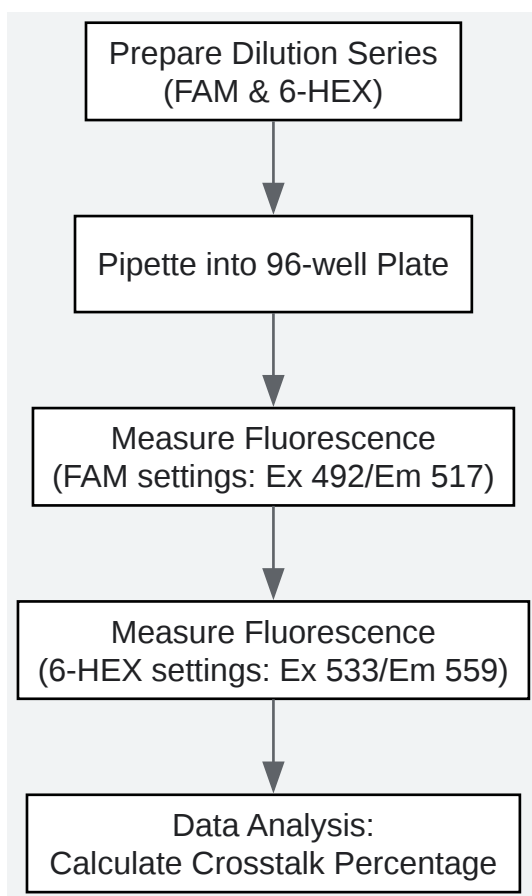 Prepare Dilution Series
(FAM & 6-HEX)
Pipette into 96-well Plate
Measure Fluorescence
(FAM settings: Ex 492/Em 517)
Measure Fluorescence
(6-HEX settings: Ex 533/Em 559)
Data Analysis:
Calculate Crosstalk Percentage